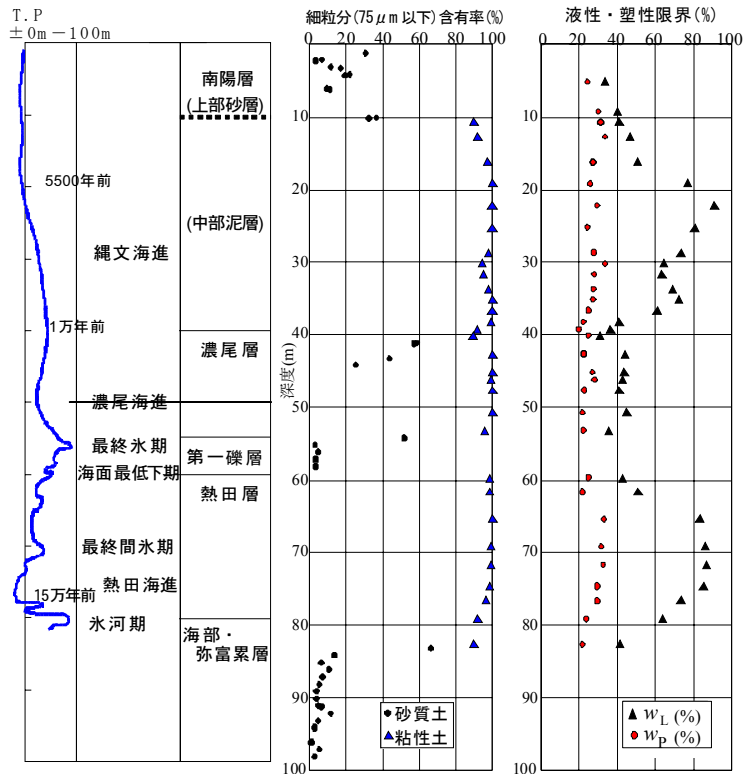 T.P
±0m－100m
南陽層
(上部砂層)
5500年前
(中部泥層)
縄文海進
1万年前
濃尾層
濃尾海進
最終氷期
第一礫層
海面最低下期
熱田層
最終間氷期
熱田海進
15万年前
氷河期
海部・
弥富累層
細粒分(75μm以下)含有率(%)
0 20 40 60 80 100
10
20
30
40
50
60
70
80
90
100
深度(m)
砂質土
粘性土
液性・塑性限界(%)
0 20 40 60 80 100
10
20
30
40
50
60
70
80
90
100
wL (%)
wP (%)